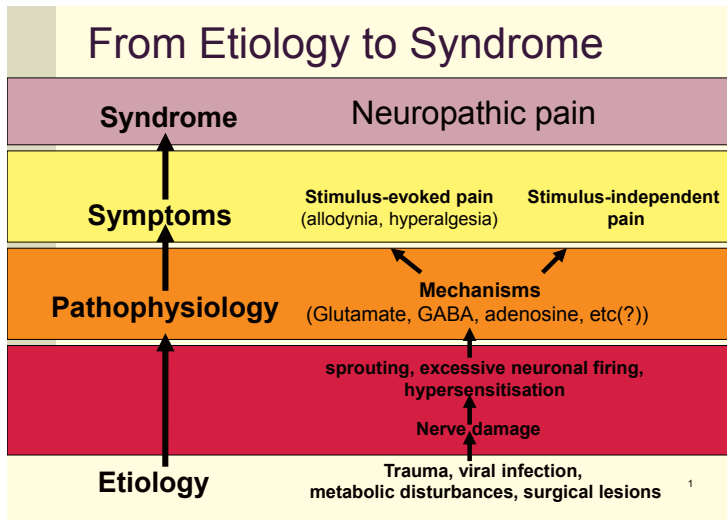 From Etiology to Syndrome
Syndrome
Neuropathic pain
Symptoms
Stimulus-evoked pain
(allodynia, hyperalgesia)
Stimulus-independent
pain
Pathophysiology
Mechanisms
(Glutamate, GABA, adenosine, etc(?))
sprouting, excessive neuronal firing,
hypersensitisation
Nerve damage
Etiology
Trauma, viral infection,
metabolic disturbances, surgical lesions
1